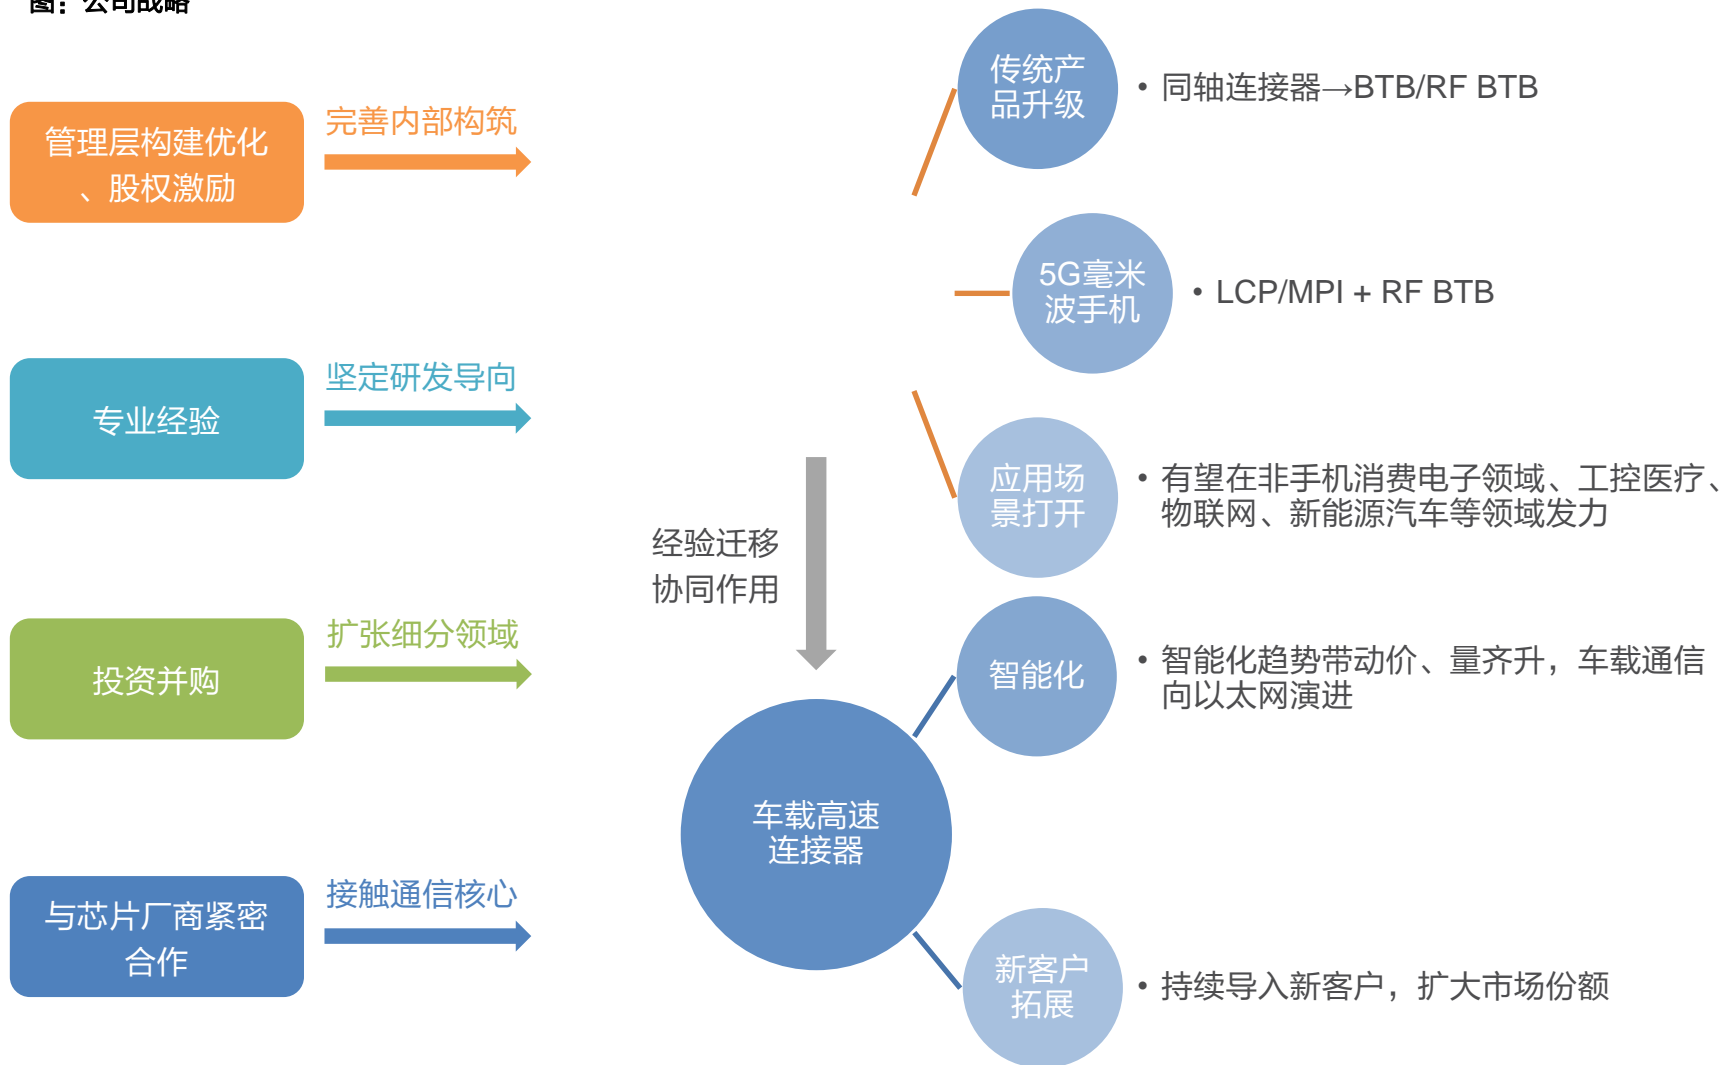 图：公司战略
管理层构建优化
、股权激励
完善内部构筑
专业经验
坚定研发导向
投资并购
扩张细分领域
与芯片厂商紧密
合作
接触通信核心
经验迁移
协同作用
车载高速
连接器
传统产
品升级
• 同轴连接器→BTB/RF BTB
5G毫米
波手机
• LCP/MPI + RF BTB
应用场
景打开
• 有望在非手机消费电子领域、工控医疗、
物联网、新能源汽车等领域发力
智能化
• 智能化趋势带动价、量齐升，车载通信
向以太网演进
新客户
拓展
• 持续导入新客户，扩大市场份额